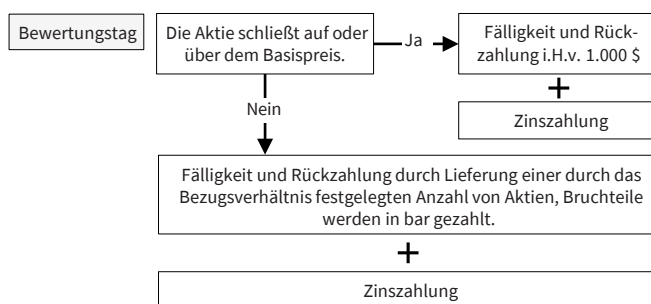 Bewertungstag
Die Aktie schließt auf oder
über dem Basispreis.
Ja
Fälligkeit und Rück-
zahlung i.H.v. 1.000 $
+
Zinszahlung
Nein
Fälligkeit und Rückzahlung durch Lieferung einer durch das
Bezugsverhältnis festgelegten Anzahl von Aktien, Bruchteile
werden in bar gezahlt.
+
Zinszahlung